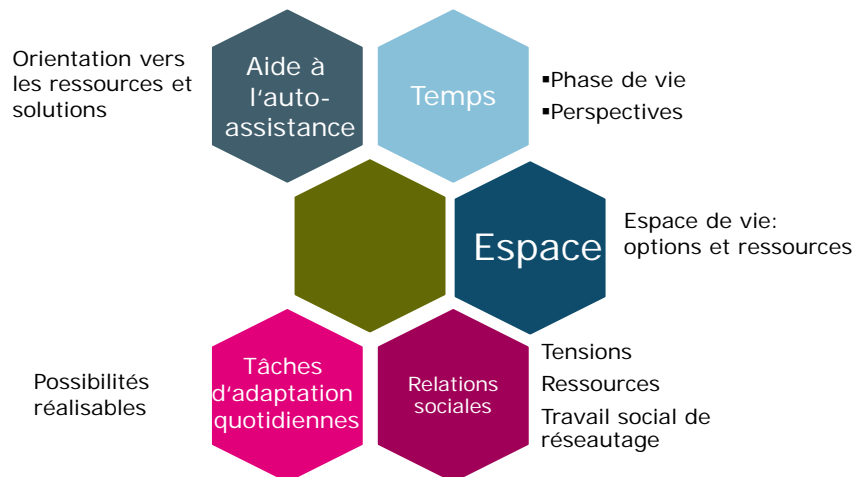 Orientation vers
les ressources et
solutions
Aide à
l‘auto-
assistance
Temps
▪Phase de vie
▪Perspectives
Espace
Espace de vie:
options et ressources
Possibilités
réalisables
Tâches
d‘adaptation
quotidiennes
Relations
sociales
Tensions
Ressources
Travail social de
réseautage